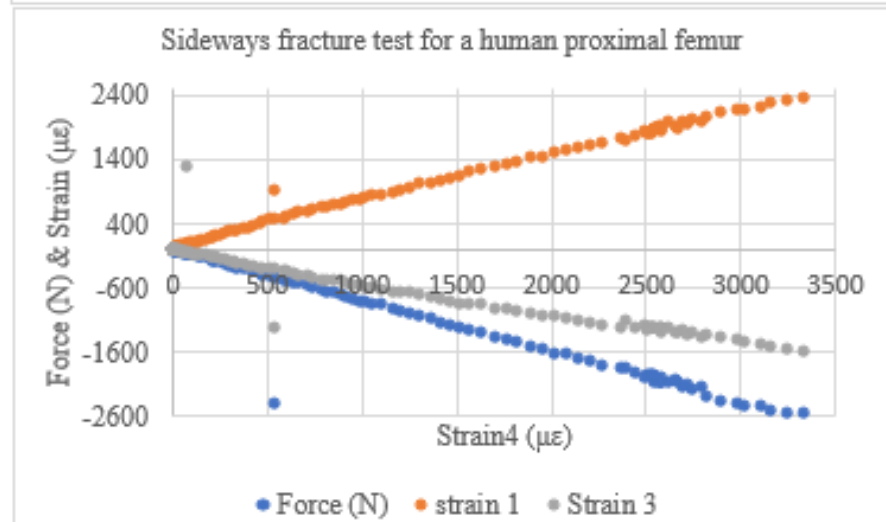 Sideways fracture test for a human proximal femur
2400
1400
400
-600
-1600
-2600
0 500 1000 1500 2000 2500 3000 3500
Force (N) & Strain (µε)
Strain4 (µε)
Force (N) strain 1 Strain 3